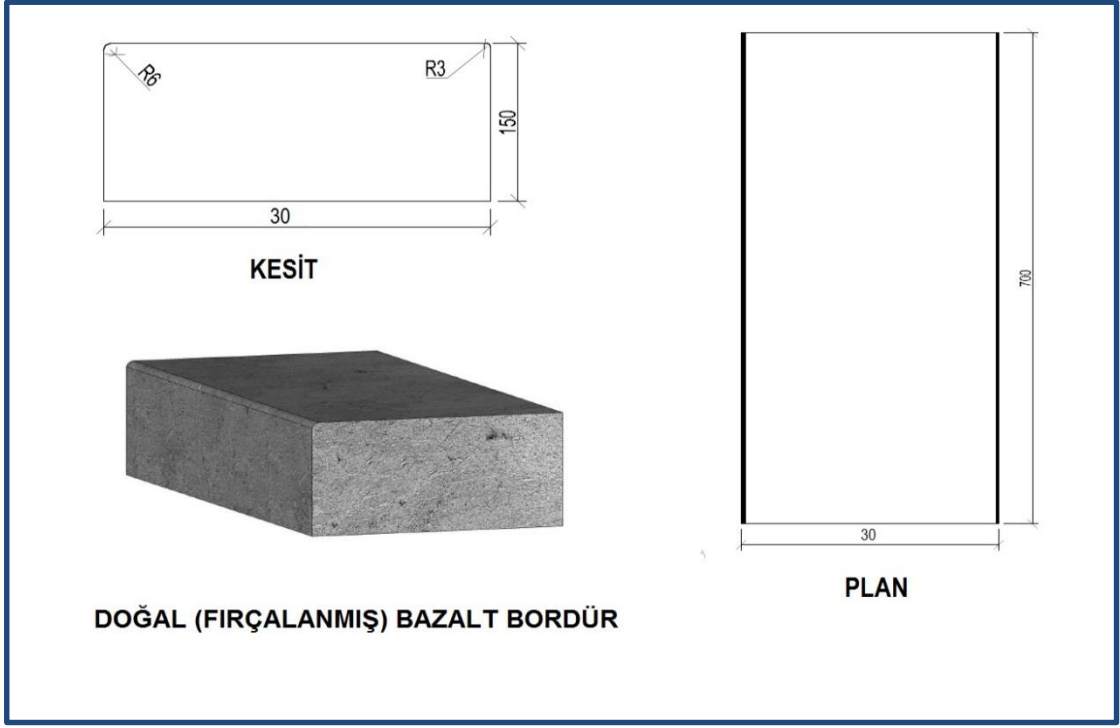 R6
R3
150
30
KESİT
700
30
PLAN
DOĞAL (FIRÇALANMIŞ) BAZALT BORDÜR